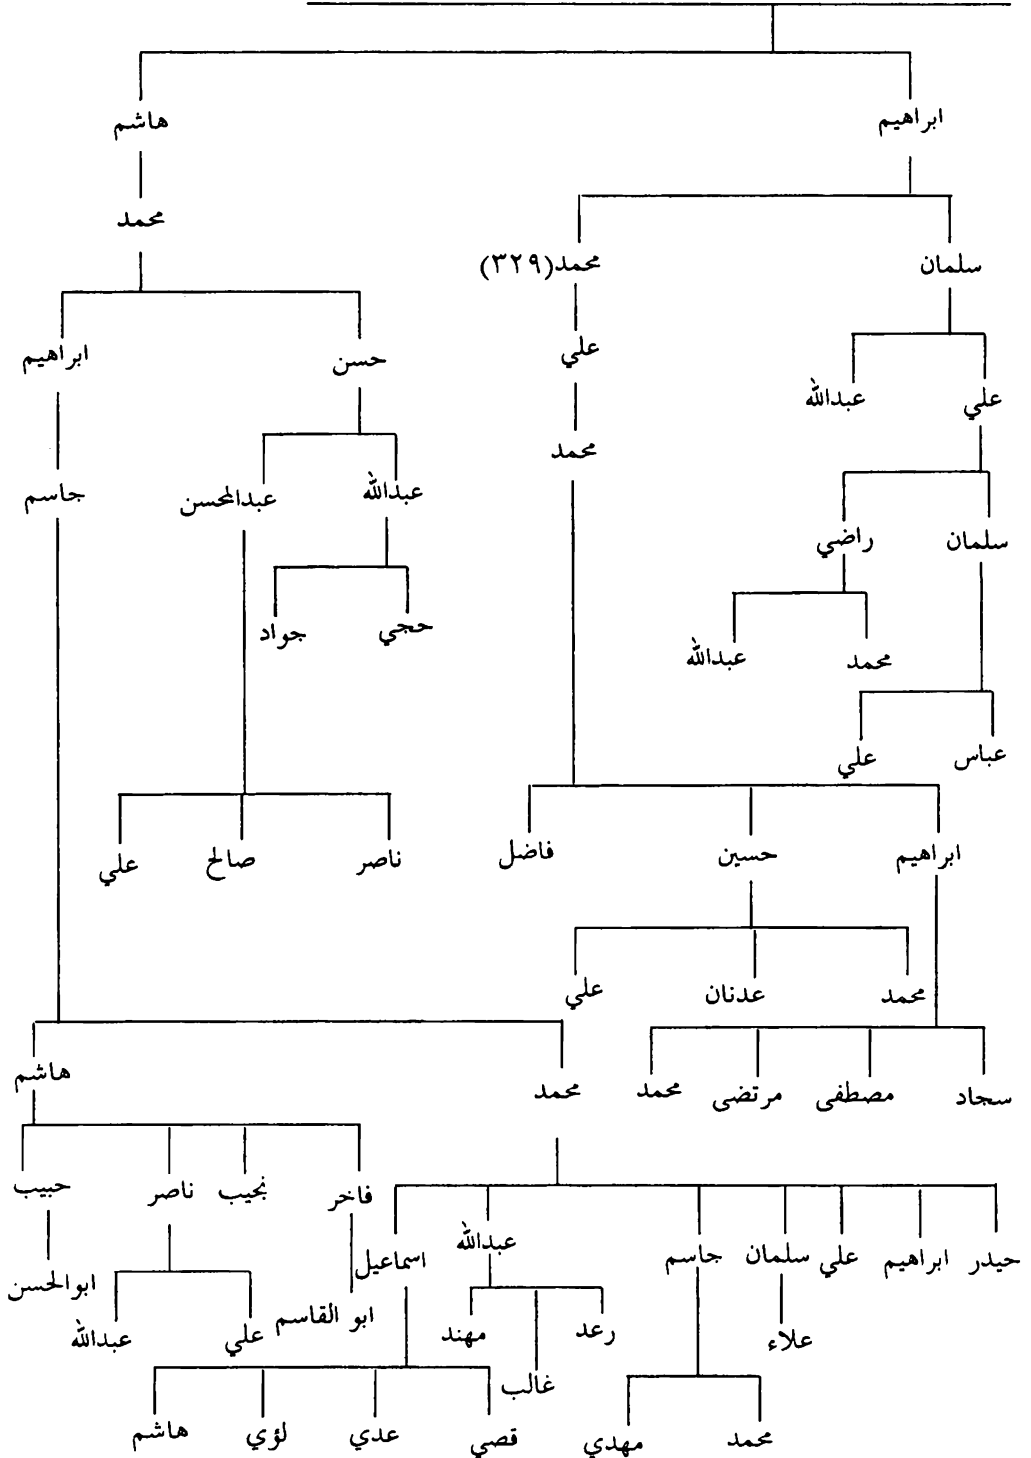 ابراهيم هاشم
محمد
سلمان محمد(٣٢٩)
علي حسن ابراهيم
علي عبدالله
محمد
عبدالله عبدالمحسن جاسم
سلمان راضي
حجي جواد
محمد عبدالله
عباس علي
ابراهيم حسين فاضل ناصر صالح علي
محمد عدنان علي
هاشم
سجاد مصطفى مرتضى محمد محمد
فاخر نجيب ناصر حبيب
حيدر ابراهيم علي سلمان جاسم عبدالله اسماعيل
ابوالحسن
ابو القاسم
علاء رعد مهند علي عبدالله
غالب
محمد مهدي قصي عدي لؤي هاشم